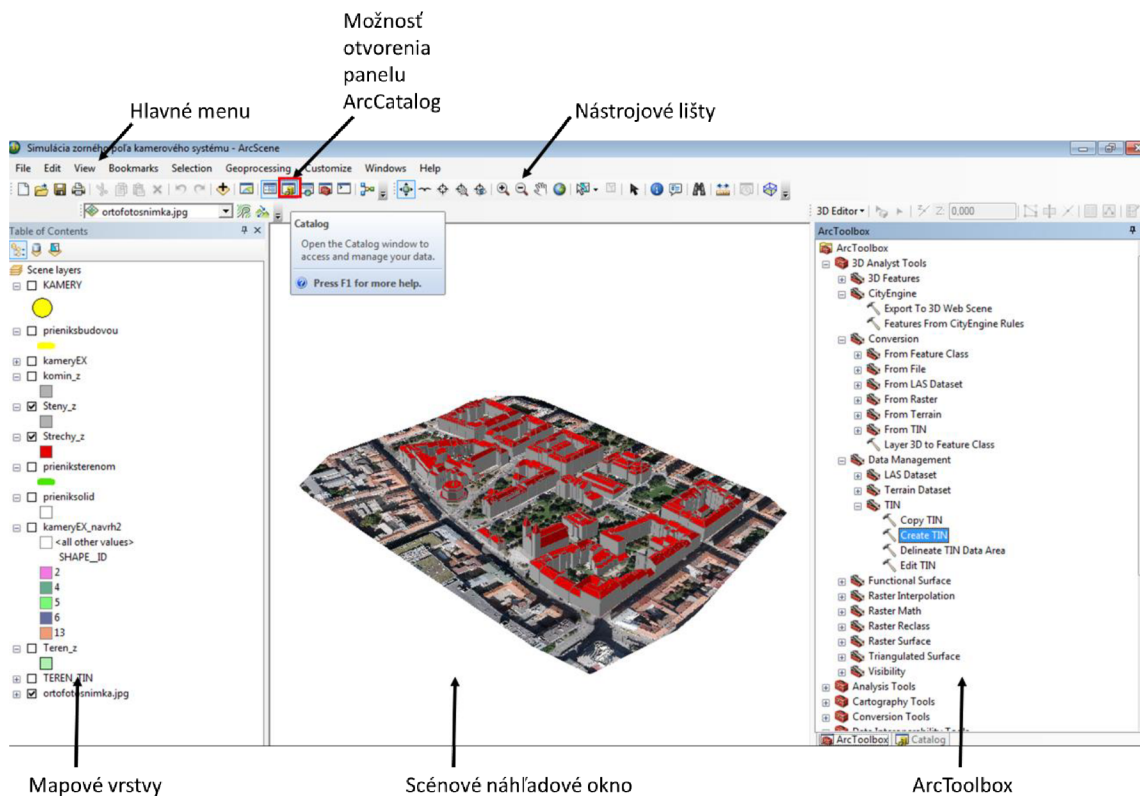 Možnosť
otvorenia
panelu
ArcCatalog
Hlavné menu
Nástrojové lišty
Simulácia zorného poľa kamerového systému - ArcScene
File Edit View Bookmarks Selection Geoprocessing Customize Windows Help
ortofotosnimka.jpg
3D Editor Z: 0,000
Table of Contents
Catalog
Open the Catalog window to
access and manage your data.
Press F1 for more help.
Scene layers
KAMERY
prieniksbudovou
kameryEX
komin_z
Steny_z
Strechy_z
prieniksterenom
prieniksolid
kameryEX_navrh2
<all other values>
SHAPE_ID
2
4
5
6
13
Teren_z
TEREN_TIN
ortofotosnimka.jpg
ArcToolbox
ArcToolbox
3D Analyst Tools
3D Features
CityEngine
Export To 3D Web Scene
Features From CityEngine Rules
Conversion
From Feature Class
From File
From LAS Dataset
From Raster
From Terrain
From TIN
Layer 3D to Feature Class
Data Management
LAS Dataset
Terrain Dataset
TIN
Copy TIN
Create TIN
Delineate TIN Data Area
Edit TIN
Functional Surface
Raster Interpolation
Raster Math
Raster Reclass
Raster Surface
Triangulated Surface
Visibility
Analysis Tools
Cartography Tools
Conversion Tools
Data Interoperability Tools
ArcToolbox Catalog
Mapové vrstvy
Scénové náhľadové okno
ArcToolbox